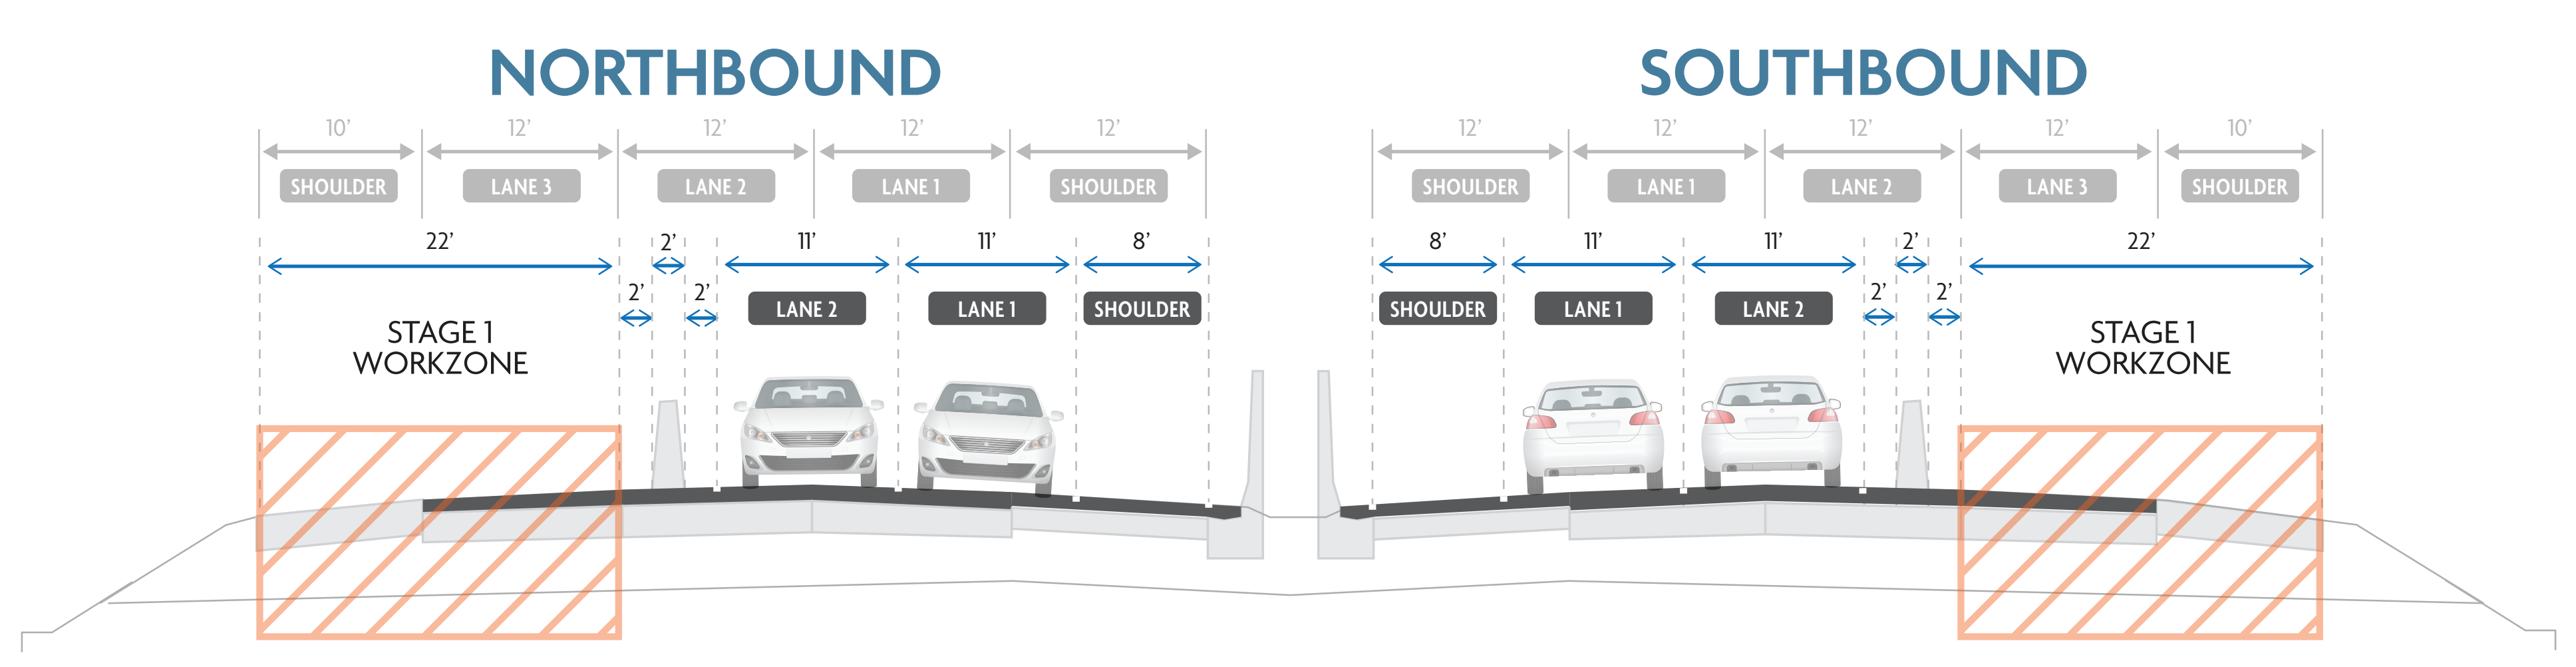 NORTHBOUND SOUTHBOUND
10’ 12’ 12’ 12’ 12’ 12’ 12’ 12’ 12’ 10’
SHOULDER LANE 3 LANE 2 LANE 1 SHOULDER SHOULDER LANE 1 LANE 2 LANE 3 SHOULDER
22’ 2’ 11’ 11’ 8’ 8’ 11’ 11’ 2’ 22’
2’ 2’ 2’ 2’
LANE 2 LANE 1 SHOULDER SHOULDER LANE 1 LANE 2
STAGE 1 STAGE 1
WORKZONE WORKZONE